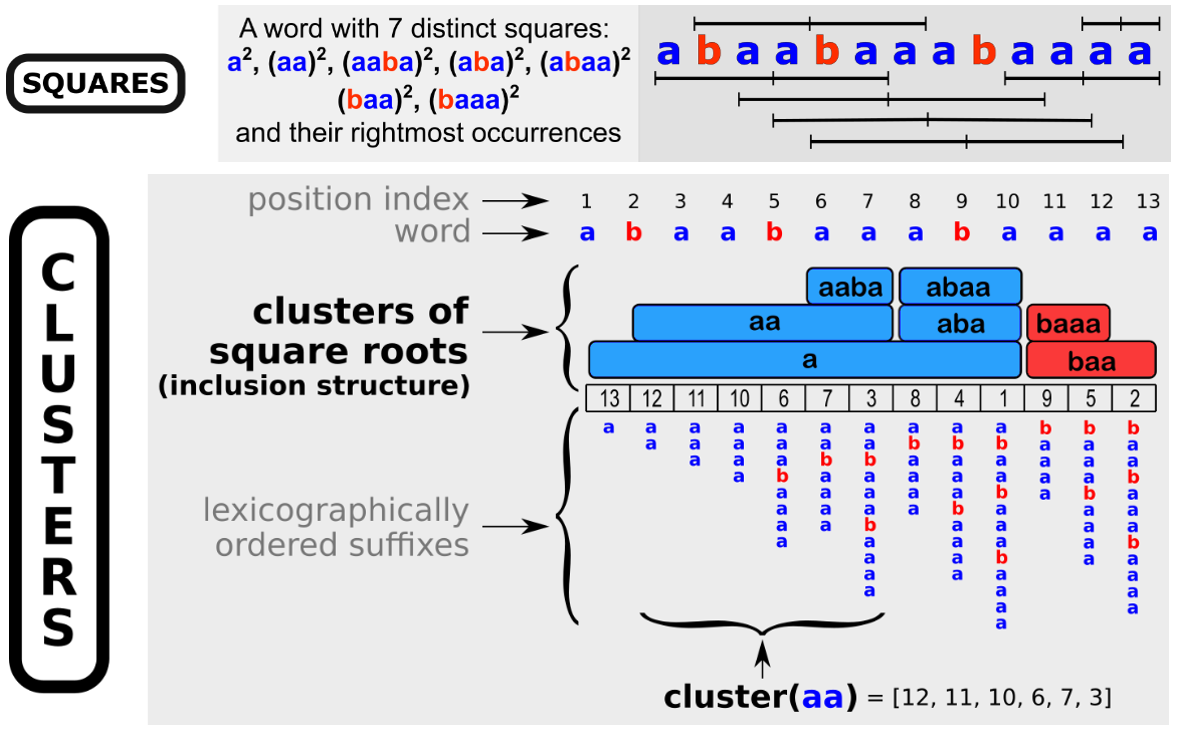 SQUARES
A word with 7 distinct squares:
a², (aa)², (aaba)², (aba)², (abaa)²
(baa)², (baaa)²
and their rightmost occurrences
a b a a b a a a b a a a a
CLUSTERS
position index 1 2 3 4 5 6 7 8 9 10 11 12 13
word a b a a b a a a b a a a a
clusters of
square roots
(inclusion structure)
aaba abaa
aa aba baaa
a baa
13 12 11 10 6 7 3 8 4 1 9 5 2
lexicographically
ordered suffixes
a
aa
aaa
aaaa
aaabaaaa
aabaaaa
aabaaabaaaa
abaaaa
abaaabaaaa
abaabaaabaaaa
baaaa
baaabaaaa
baabaaabaaaa
cluster(aa) = [12, 11, 10, 6, 7, 3]